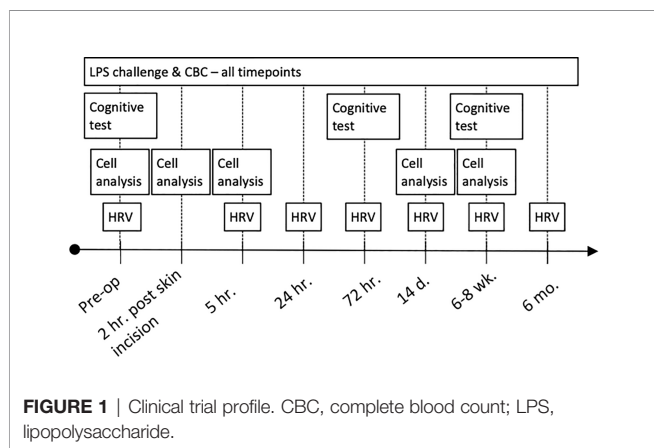 LPS challenge & CBC – all timepoints
Cognitive
test
Cognitive
test
Cognitive
test
Cell
analysis
Cell
analysis
Cell
analysis
Cell
analysis
Cell
analysis
HRV
HRV
HRV
HRV
HRV
HRV
HRV
Pre-op
2 hr. post skin
incision
5 hr.
24 hr.
72 hr.
14 d.
6-8 wk.
6 mo.
FIGURE 1 | Clinical trial profile. CBC, complete blood count; LPS,
lipopolysaccharide.